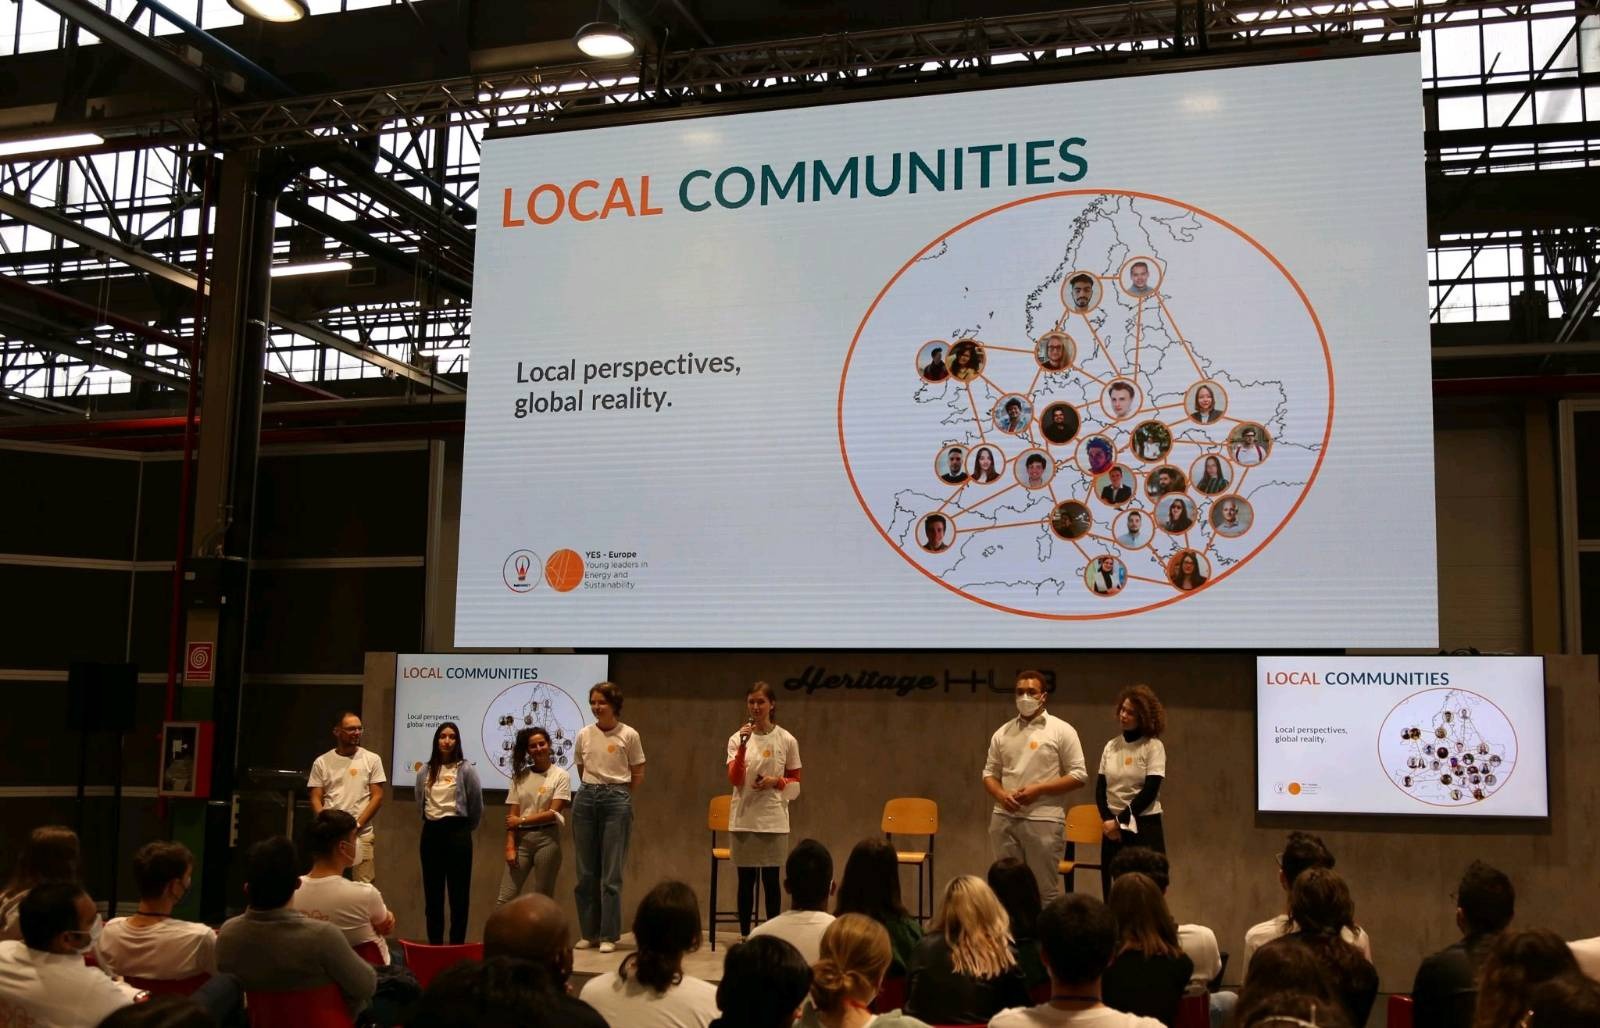 LOCAL COMMUNITIES
Local perspectives,
global reality.
YES - Europe
Young leaders in
Energy and
Sustainability
Heritage HUB
LOCAL COMMUNITIES
Local perspectives,
global reality.
LOCAL COMMUNITIES
Local perspectives,
global reality.